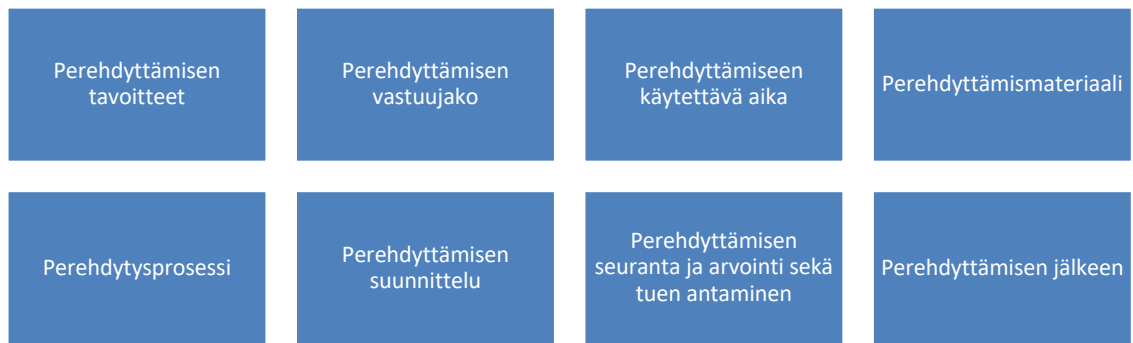 Perehdyttämisen
tavoitteet
Perehdyttämisen
vastuujako
Perehdyttämiseen
käytettävä aika
Perehdyttämismateriaali
Perehdytysprosessi
Perehdyttämisen
suunnittelu
Perehdyttämisen
seuranta ja arvointi sekä
tuen antaminen
Perehdyttämisen jälkeen